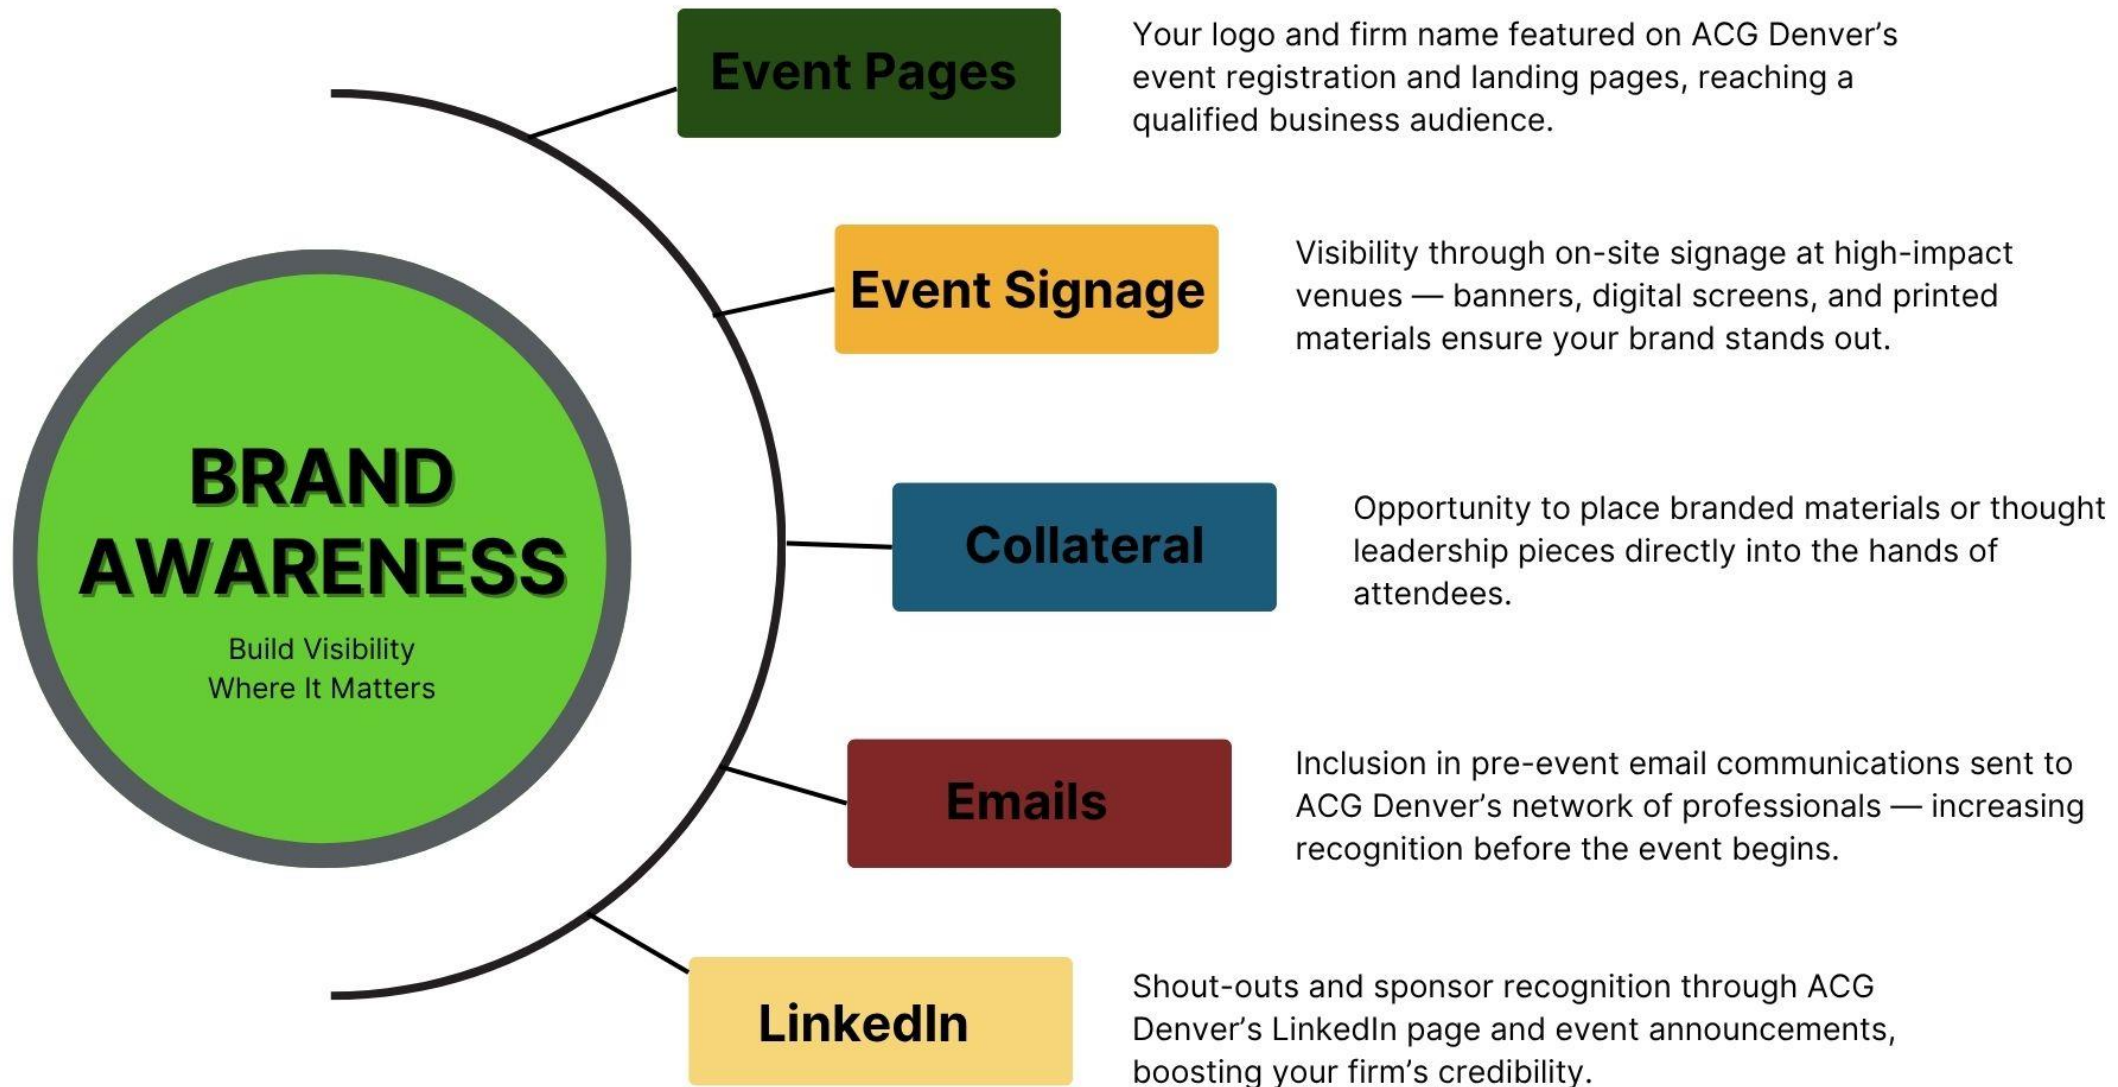 Event Pages
Your logo and firm name featured on ACG Denver’s
event registration and landing pages, reaching a
qualified business audience.
Event Signage
Visibility through on-site signage at high-impact
venues — banners, digital screens, and printed
materials ensure your brand stands out.
BRAND
AWARENESS
Build Visibility
Where It Matters
Collateral
Opportunity to place branded materials or thought
leadership pieces directly into the hands of
attendees.
Emails
Inclusion in pre-event email communications sent to
ACG Denver’s network of professionals — increasing
recognition before the event begins.
LinkedIn
Shout-outs and sponsor recognition through ACG
Denver’s LinkedIn page and event announcements,
boosting your firm’s credibility.